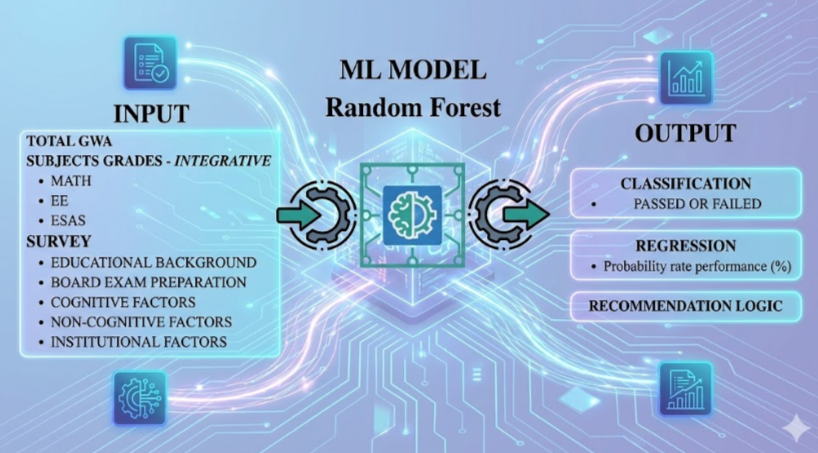 INPUT
TOTAL GWA
SUBJECTS GRADES - INTEGRATIVE
• MATH
• EE
• ESAS
SURVEY
• EDUCATIONAL BACKGROUND
• BOARD EXAM PREPARATION
• COGNITIVE FACTORS
• NON-COGNITIVE FACTORS
• INSTITUTIONAL FACTORS
ML MODEL
Random Forest
OUTPUT
CLASSIFICATION
• PASSED OR FAILED
REGRESSION
• Probability rate performance (%)
RECOMMENDATION LOGIC